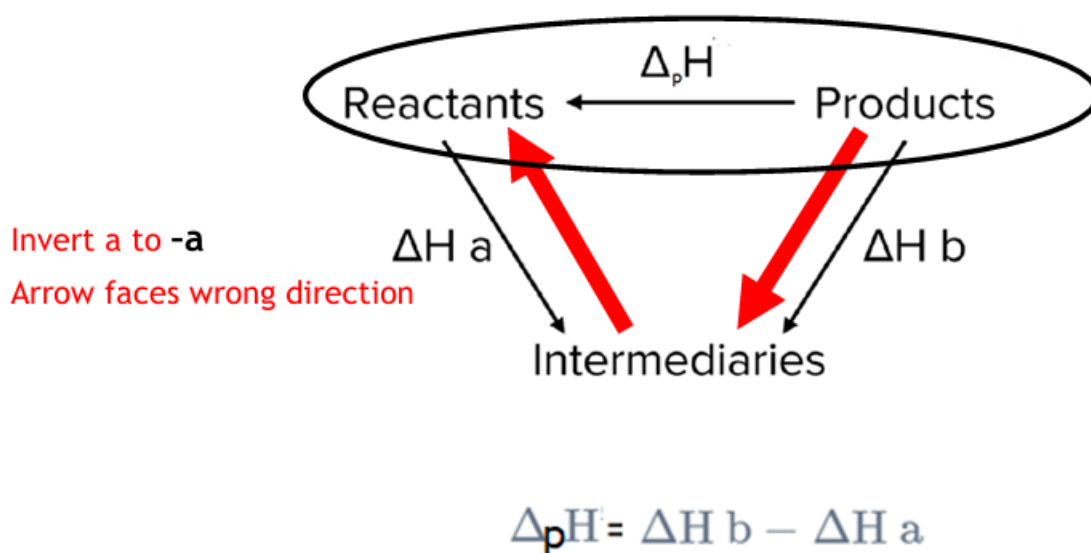 ΔₚH
Reactants Products
Invert a to –a
ΔH a ΔH b
Arrow faces wrong direction
Intermediaries
ΔpH = ΔH b − ΔH a